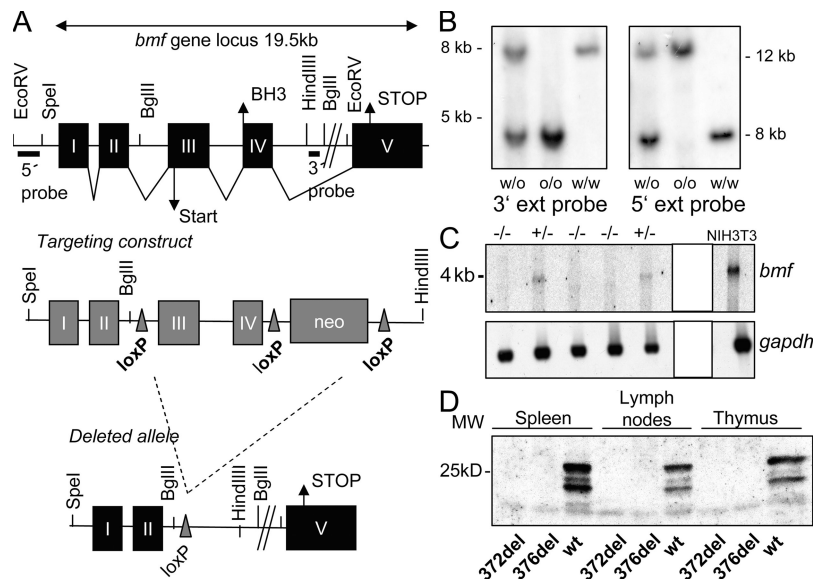 A
bmf gene locus 19.5kb
EcoRV
SpeI
BglII
BH3
HindIIII
BglII
EcoRV
STOP
I
II
III
IV
V
5´
probe
3´
probe
Start
Targeting construct
SpeI
BglII
HindIIII
I
II
III
IV
neo
loxP
loxP
loxP
Deleted allele
SpeI
BglII
HindIIII
BglII
STOP
I
II
V
loxP
B
8 kb -
5 kb -
- 12 kb
- 8 kb
w/o o/o w/w
w/o o/o w/w
3‘ ext probe
5‘ ext probe
C
-/- +/- -/- -/- +/- NIH3T3
4kb-
bmf
gapdh
D
MW
Spleen
Lymph
nodes
Thymus
25kD-
372del
376del
wt
372del
376del
wt
372del
376del
wt